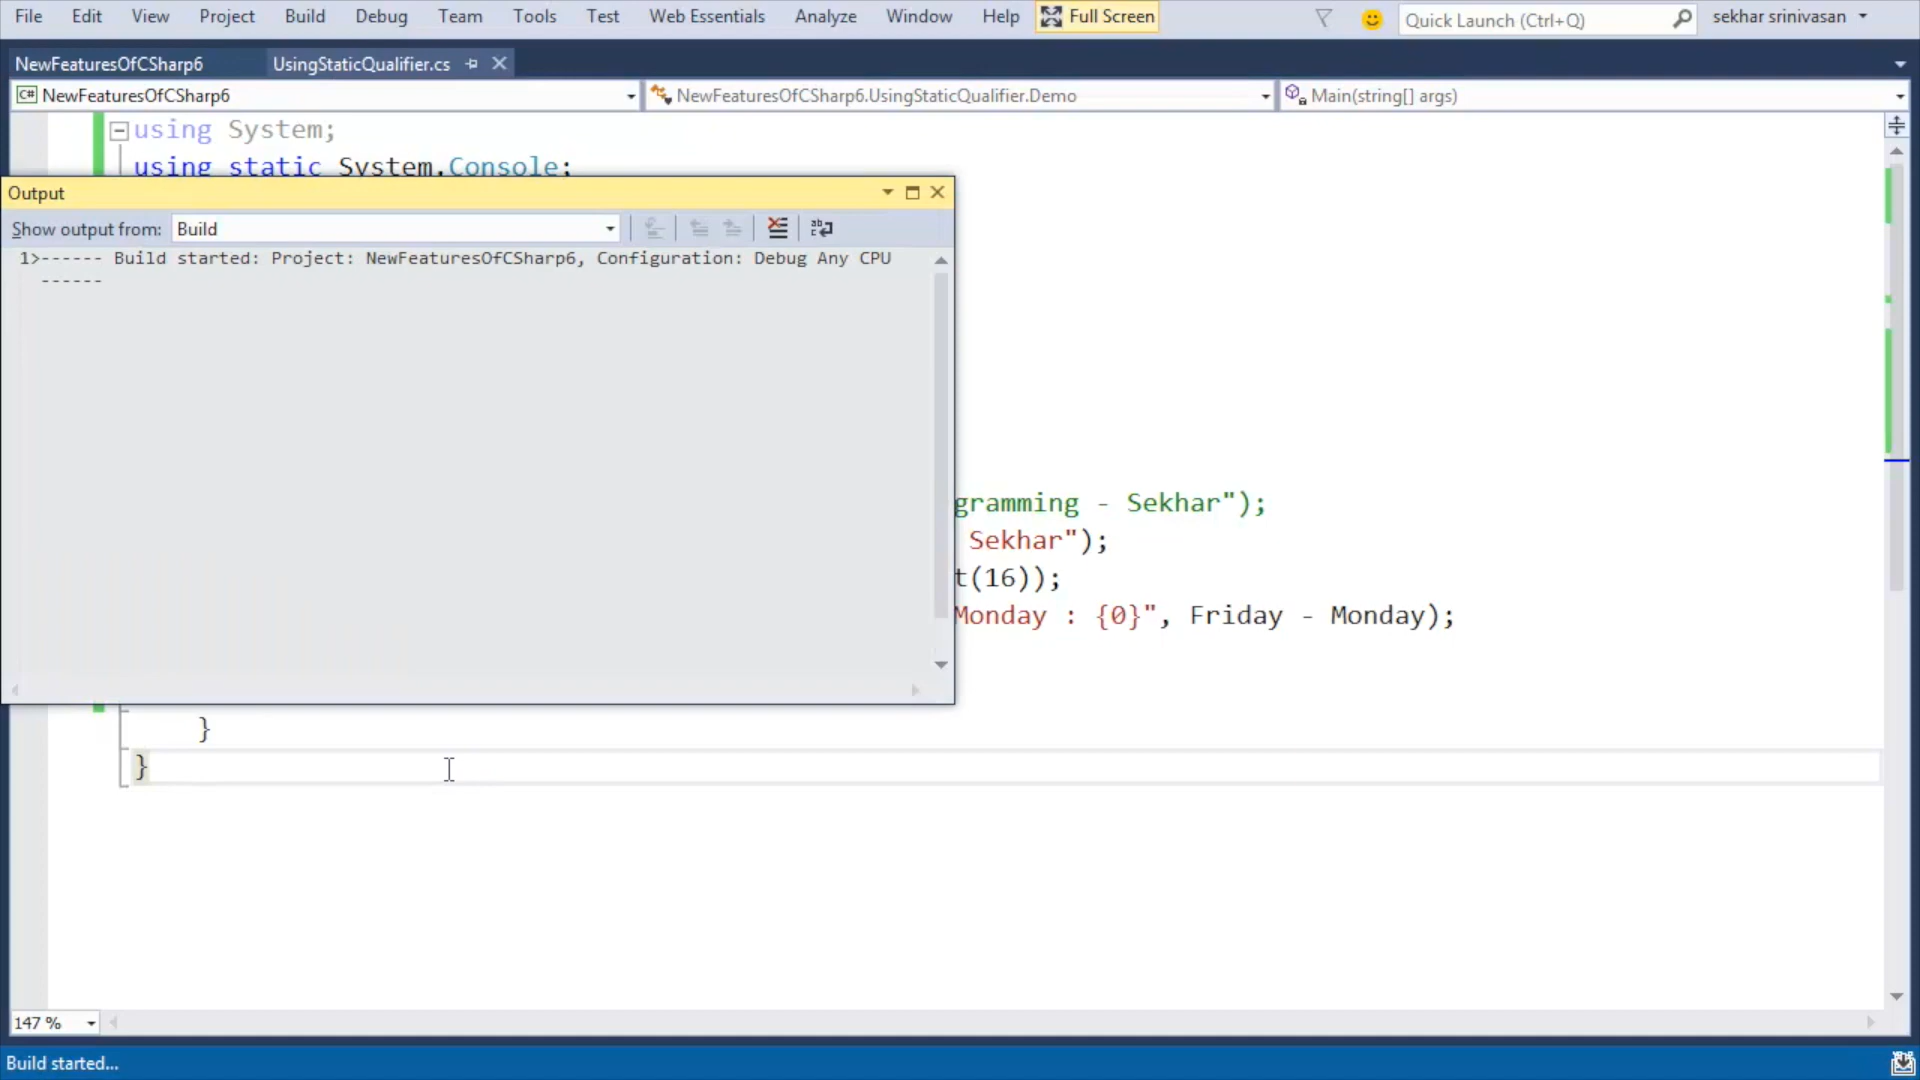 File Edit View Project Build Debug Team Tools Test Web Essentials Analyze Window Help Full Screen Quick Launch (Ctrl+Q) sekhar srinivasan
NewFeaturesOfCSharp6 UsingStaticQualifier.cs
C# NewFeaturesOfCSharp6 NewFeaturesOfCSharp6.UsingStaticQualifier.Demo Main(string[] args)
using System;
using static System.Console;
Output
Show output from: Build
1>------ Build started: Project: NewFeaturesOfCSharp6, Configuration: Debug Any CPU
------
gramming - Sekhar");
Sekhar");
t(16));
Monday : {0}", Friday - Monday);
}
}
147 %
Build started...